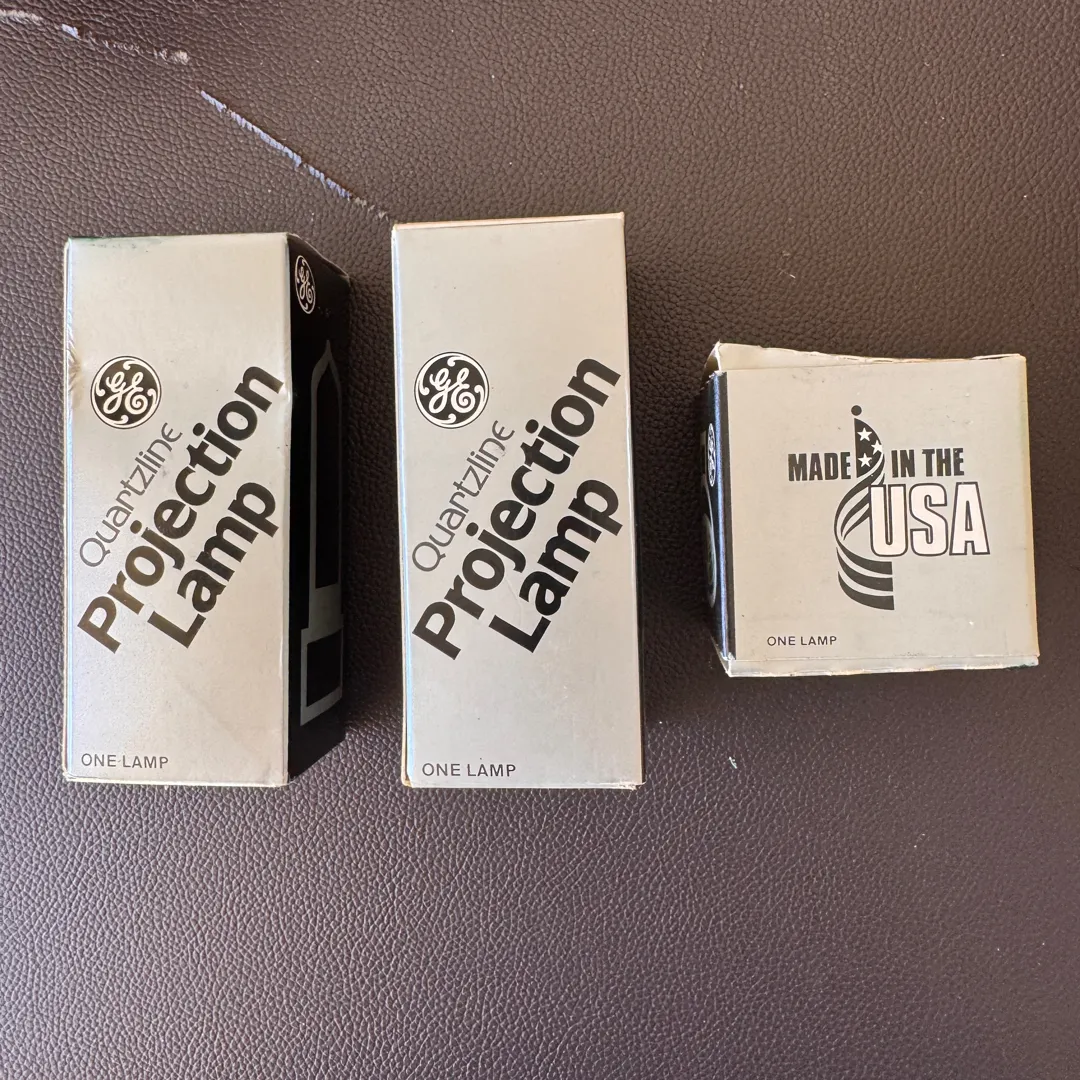 GE
GE
Quartzline
Projection
Lamp
ONE LAMP
GE
Quartzline
Projection
Lamp
ONE LAMP
MADE IN THE
USA
ONE LAMP